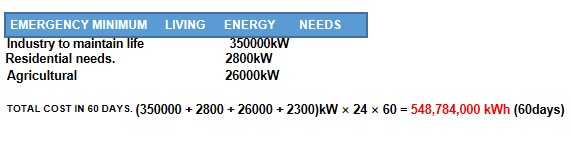 EMERGENCY MINIMUM LIVING ENERGY NEEDS
Industry to maintain life 350000kW
Residential needs. 2800kW
Agricultural 26000kW
TOTAL COST IN 60 DAYS. (350000 + 2800 + 26000 + 2300)kW × 24 × 60 = 548,784,000 kWh (60days)